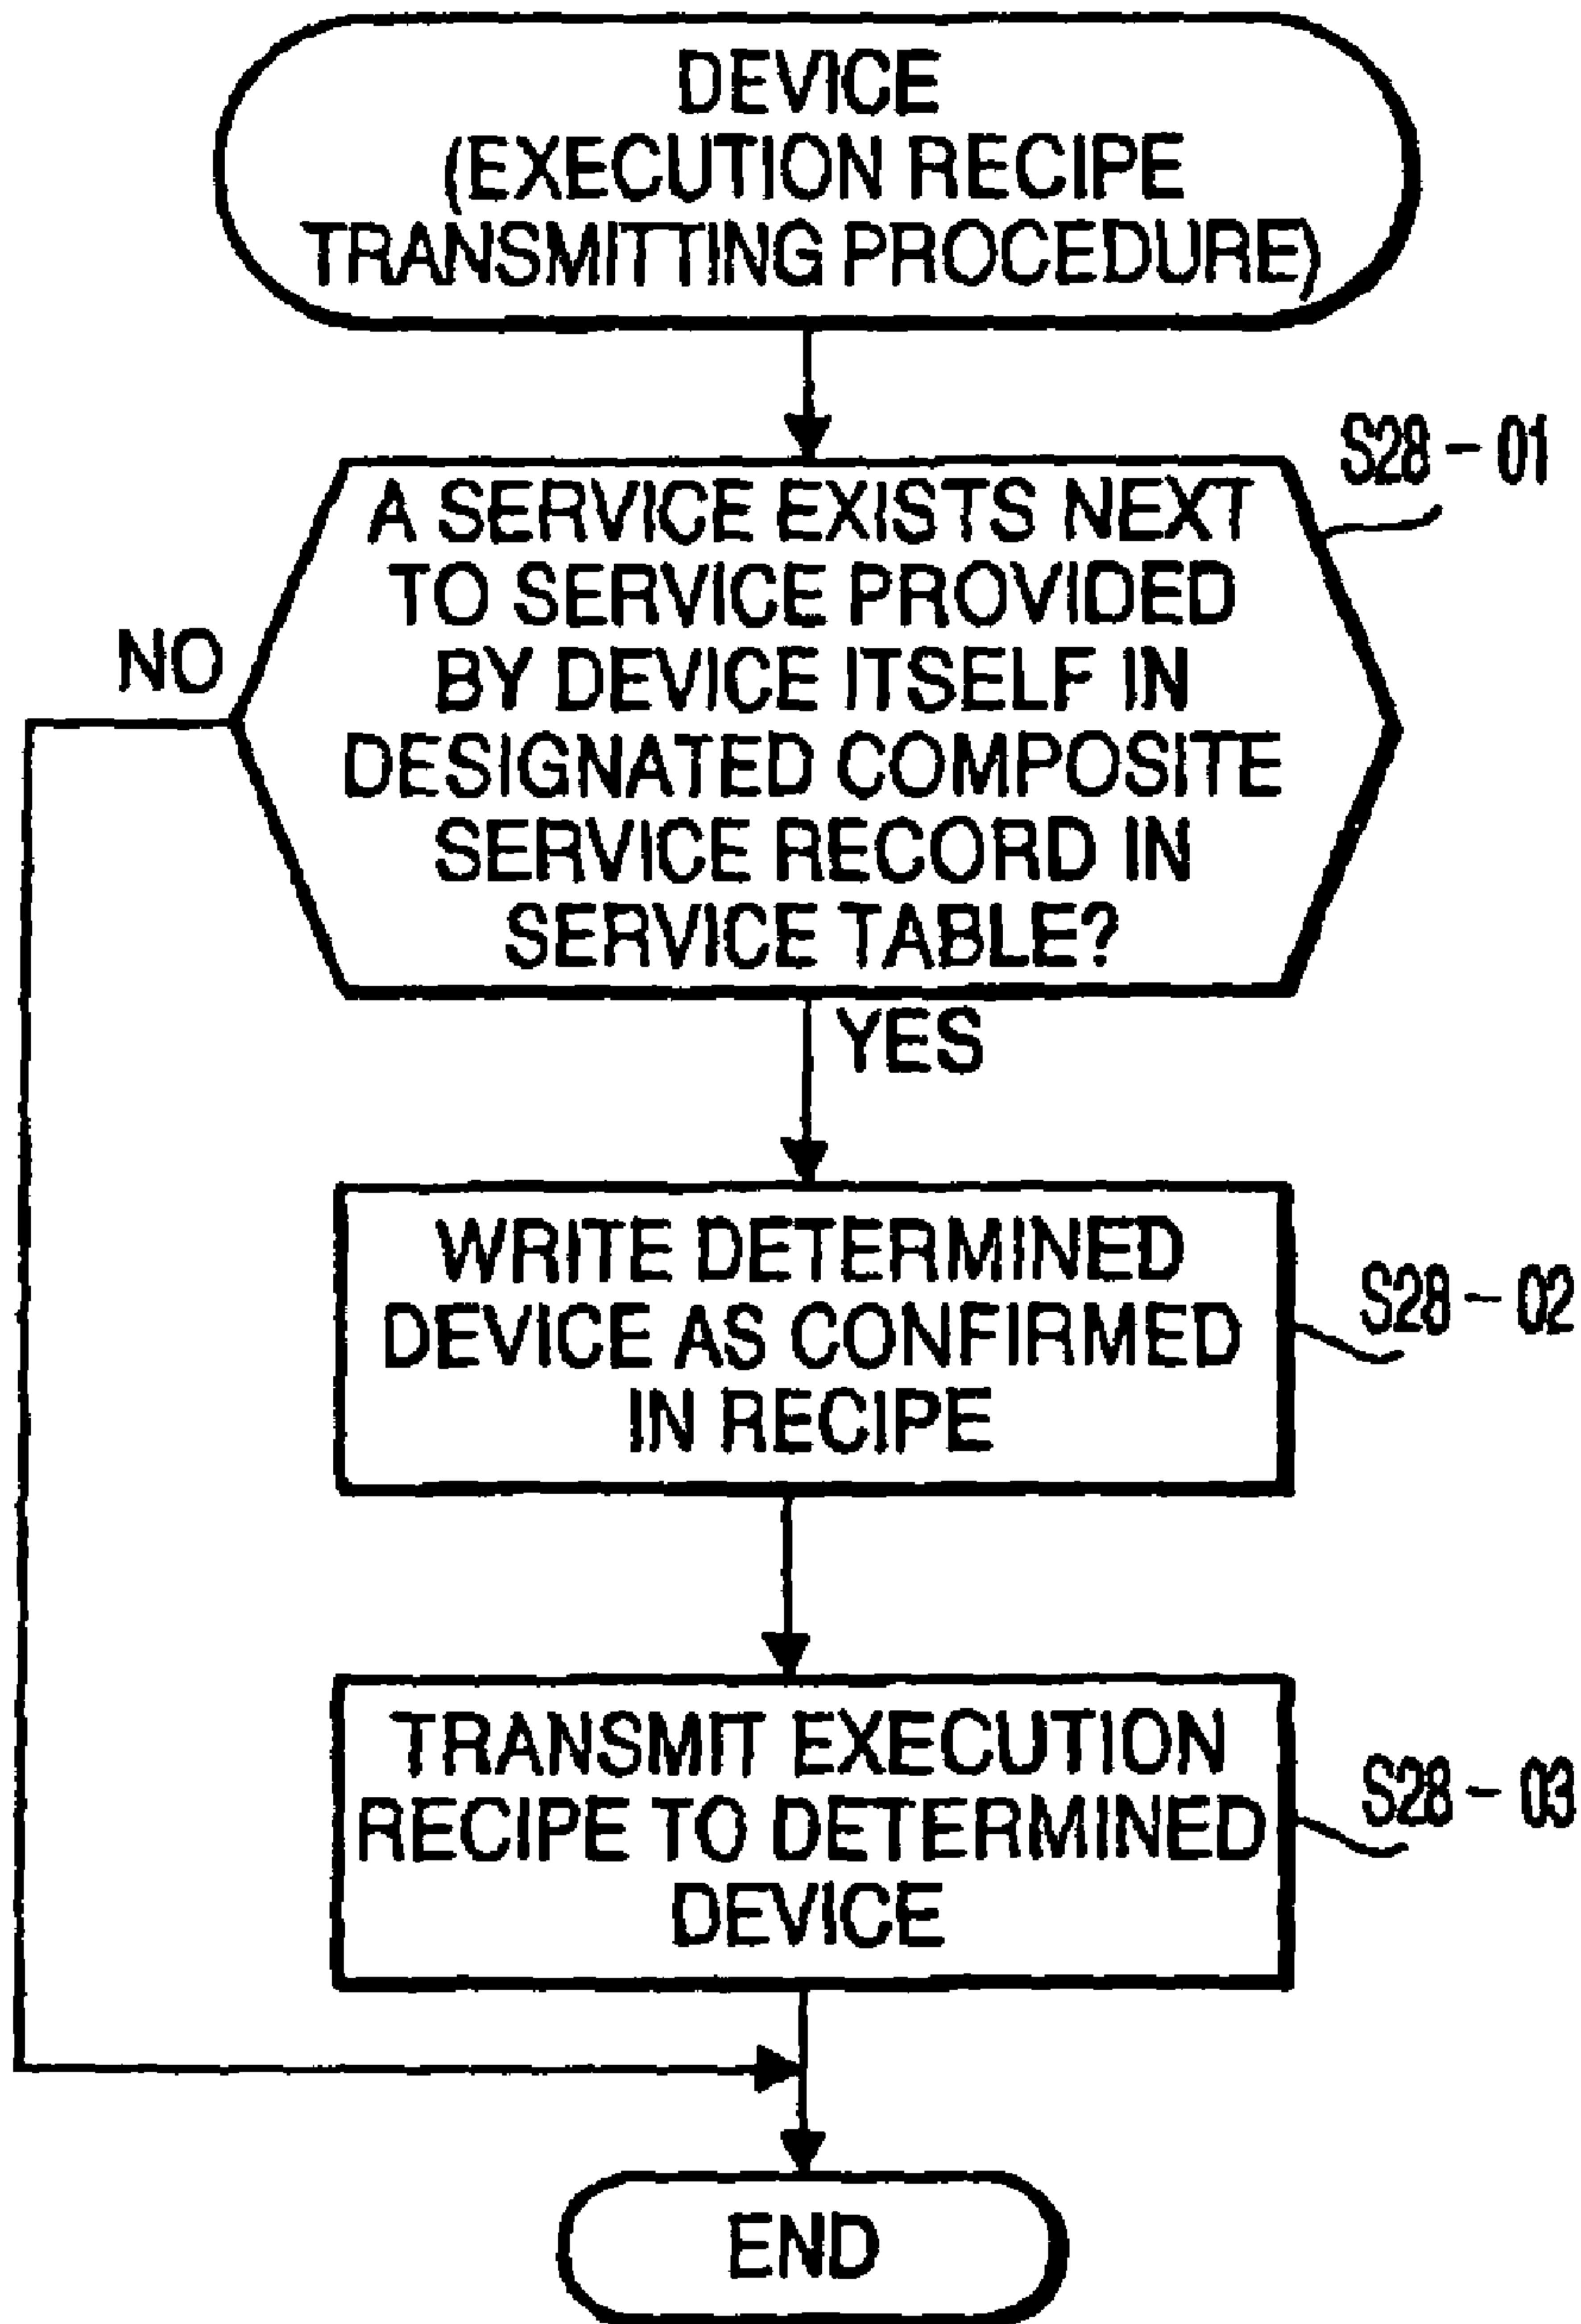 DEVICE
(EXECUTION RECIPE
TRANSMITTING PROCEDURE)
S28-01
A SERVICE EXISTS NEXT
TO SERVICE PROVIDED
BY DEVICE ITSELF IN
DESIGNATED COMPOSITE
SERVICE RECORD IN
SERVICE TABLE?
NO
YES
WRITE DETERMINED
DEVICE AS CONFIRMED
IN RECIPE
S28-02
TRANSMIT EXECUTION
RECIPE TO DETERMINED
DEVICE
S28-03
END